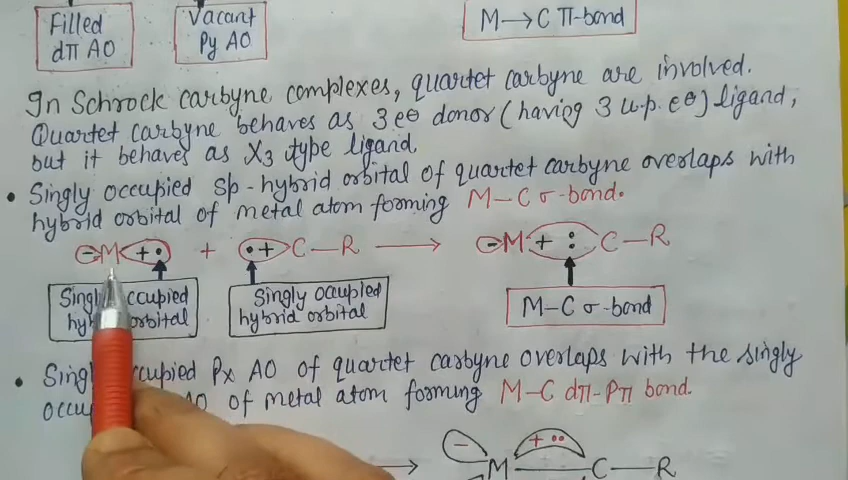 Filled
dπ AO
Vacant
Py AO
M→C π-bond
In Schrock carbyne complexes, quartet carbyne are involved.
Quartet carbyne behaves as 3e⊖ donor (having 3 u.p. e⊖) ligand,
but it behaves as X3 type ligand.
• Singly occupied sp-hybrid orbital of quartet carbyne overlaps with
hybrid orbital of metal atom forming M-C σ-bond.
- M + • + • + C-R → - M + : C-R
Singly occupied
hybrid orbital
Singly occupied
hybrid orbital
M-C σ-bond
• Singly occupied Px AO of quartet carbyne overlaps with the singly
AO of metal atom forming M-C dπ-Pπ bond.
- M + •• C-R